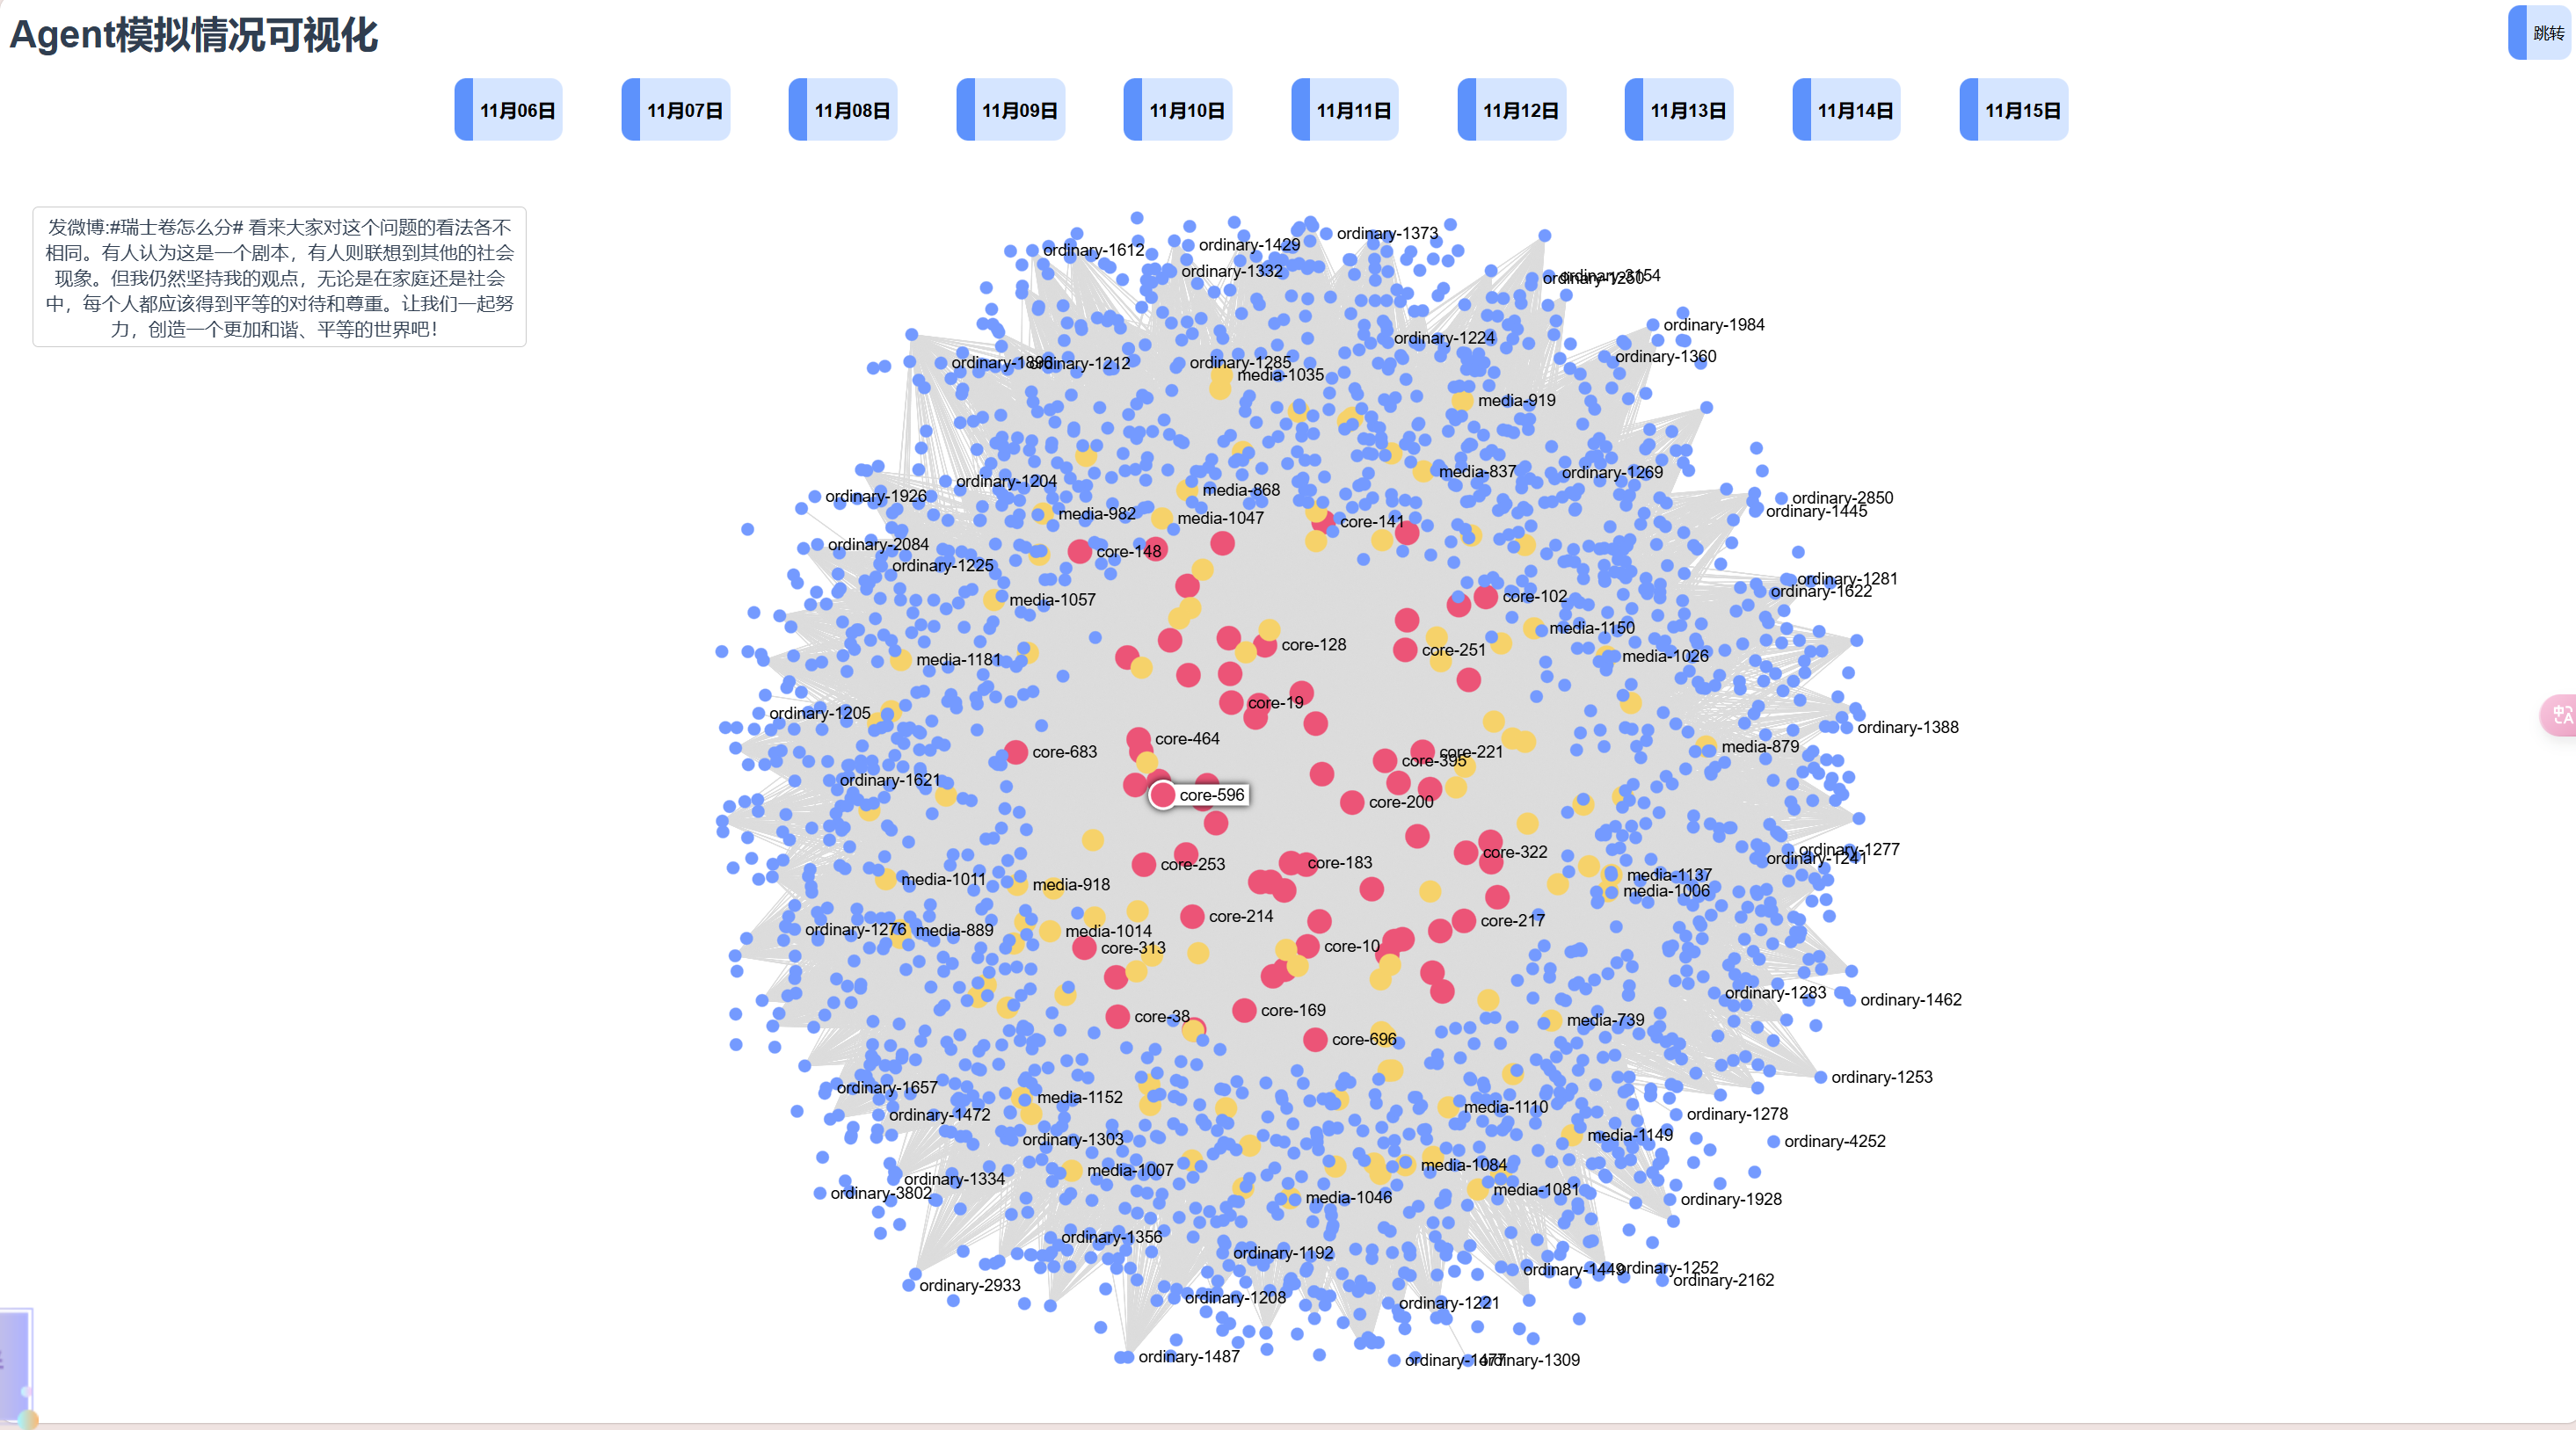 Agent模拟情况可视化
跳转
11月06日
11月07日
11月08日
11月09日
11月10日
11月11日
11月12日
11月13日
11月14日
11月15日
发微博:#瑞士卷怎么分# 看来大家对这个问题的看法各不
相同。有人认为这是一个剧本，有人则联想到其他的社会
现象。但我仍然坚持我的观点，无论是在家庭还是社会
中，每个人都应该得到平等的对待和尊重。让我们一起努
力，创造一个更加和谐、平等的世界吧！
ordinary-1373
ordinary-1429
ordinary-1612
ordinary-1332
ordinary-3154
ordinary-1984
ordinary-1224
ordinary-1360
ordinary-1212
ordinary-1285
media-1035
media-919
media-837
ordinary-1269
ordinary-1204
media-868
ordinary-1926
ordinary-2850
ordinary-1445
media-982
media-1047
core-141
ordinary-2084
core-148
ordinary-1225
ordinary-1281
ordinary-1622
core-102
media-1057
media-1150
core-128
core-251
media-1026
media-1181
core-19
ordinary-1205
ordinary-1388
core-464
media-879
core-683
core-221
core-395
ordinary-1621
core-596
core-200
ordinary-1277
ordinary-1241
core-322
core-183
core-253
media-1137
media-1011
media-918
media-1006
core-214
core-217
ordinary-1276
media-889
media-1014
core-313
core-10
ordinary-1283
ordinary-1462
core-169
core-38
media-739
core-696
ordinary-1253
ordinary-1657
media-1152
media-1110
ordinary-1278
ordinary-1472
media-1149
ordinary-1303
ordinary-4252
media-1084
media-1007
ordinary-1334
media-1081
ordinary-3802
media-1046
ordinary-1928
ordinary-1356
ordinary-1192
ordinary-1252
ordinary-1449
ordinary-2162
ordinary-2933
ordinary-1208
ordinary-1221
ordinary-1487
ordinary-1477
ordinary-1309